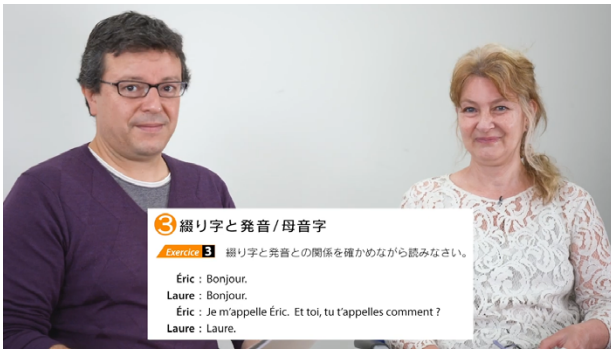 3 綴り字と発音/母音字
Exercice 3 綴り字と発音との関係を確かめながら読みなさい。
Éric : Bonjour.
Laure : Bonjour.
Éric : Je m'appelle Éric. Et toi, tu t'appelles comment ?
Laure : Laure.